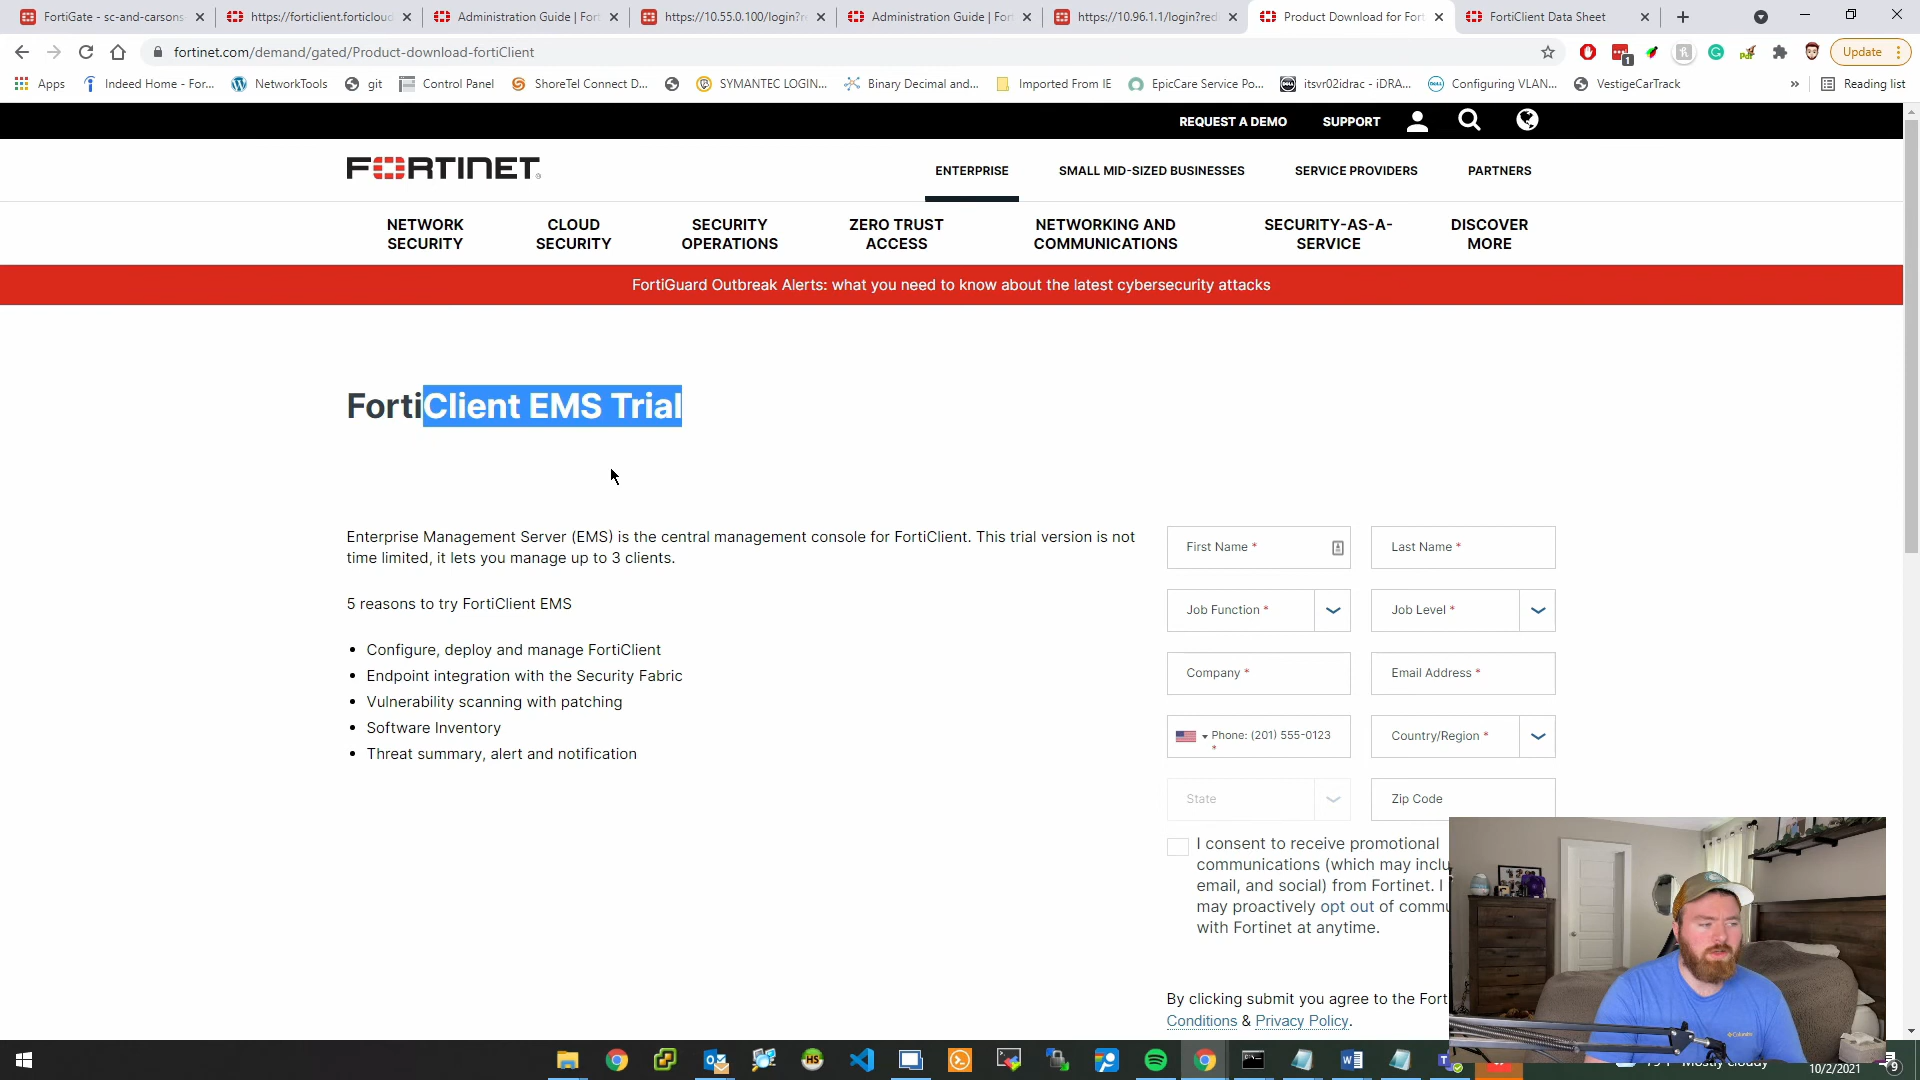 FortiGate - sc-and-carsons
https://forticlient.forticloud
Administration Guide | For
https://10.55.0.100/login?r
Administration Guide | For
https://10.96.1.1/login?red
Product Download for Fort
FortiClient Data Sheet
fortinet.com/demand/gated/Product-download-fortiClient
Update
Apps
Indeed Home - For...
NetworkTools
git
Control Panel
ShoreTel Connect D...
SYMANTEC LOGIN...
Binary Decimal and...
Imported From IE
EpicCare Service Po...
itsvr02idrac - iDRA...
Configuring VLAN...
VestigeCarTrack
»
Reading list
REQUEST A DEMO
SUPPORT
FORTINET
ENTERPRISE
SMALL MID-SIZED BUSINESSES
SERVICE PROVIDERS
PARTNERS
NETWORK
SECURITY
CLOUD
SECURITY
SECURITY
OPERATIONS
ZERO TRUST
ACCESS
NETWORKING AND
COMMUNICATIONS
SECURITY-AS-A-
SERVICE
DISCOVER
MORE
FortiGuard Outbreak Alerts: what you need to know about the latest cybersecurity attacks
FortiClient EMS Trial
Enterprise Management Server (EMS) is the central management console for FortiClient. This trial version is not
time limited, it lets you manage up to 3 clients.
5 reasons to try FortiClient EMS
• Configure, deploy and manage FortiClient
• Endpoint integration with the Security Fabric
• Vulnerability scanning with patching
• Software Inventory
• Threat summary, alert and notification
First Name *
Last Name *
Job Function *
Job Level *
Company *
Email Address *
Phone: (201) 555-0123
*
Country/Region *
State
Zip Code
I consent to receive promotional
communications (which may inclu
email, and social) from Fortinet. I
may proactively opt out of commu
with Fortinet at anytime.
By clicking submit you agree to the Fort
Conditions & Privacy Policy.
Mostly cloudy
10/2/2021
9